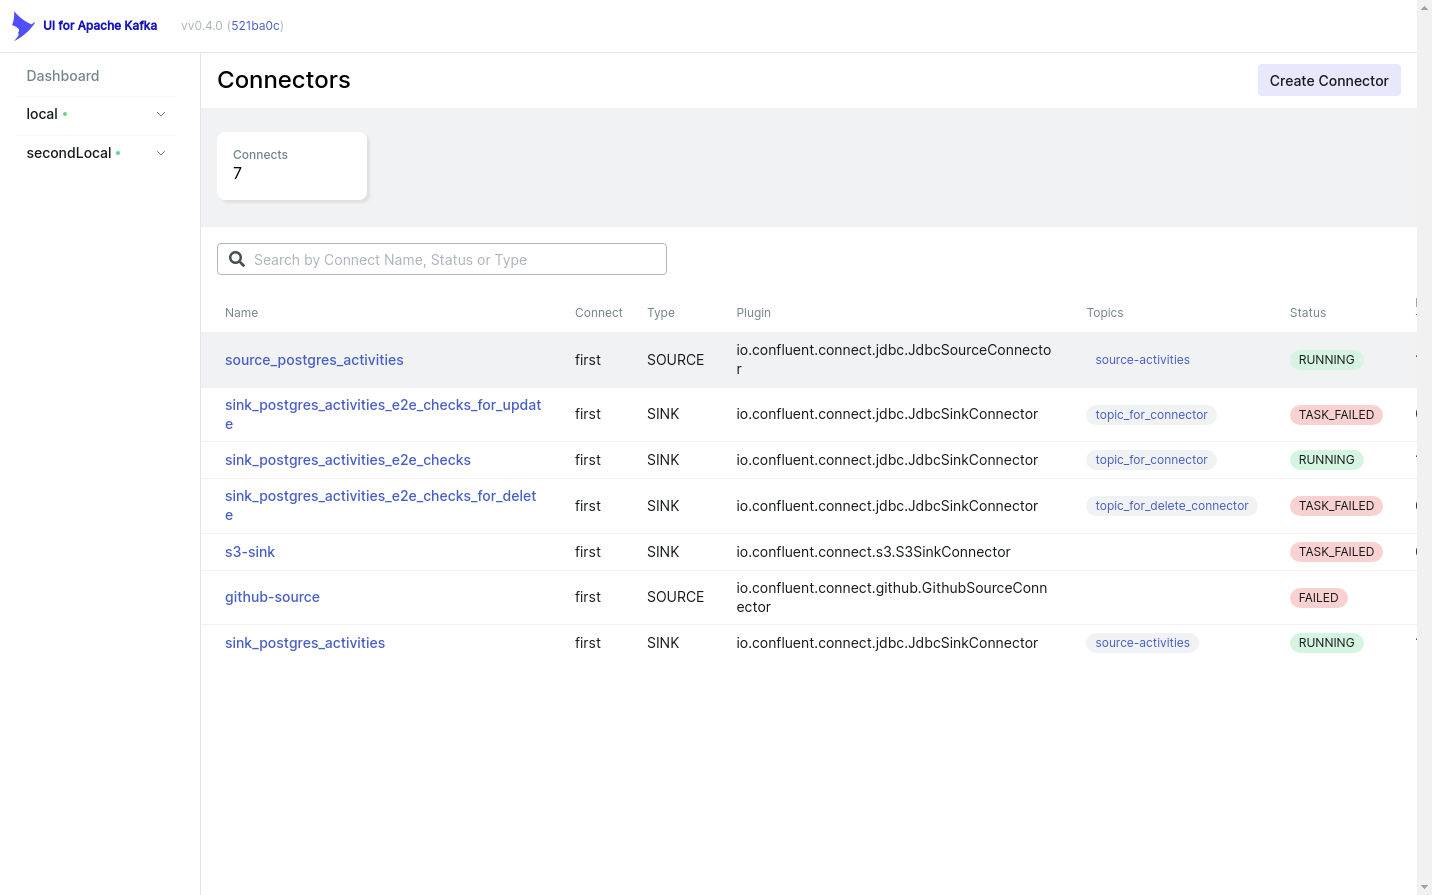 UI for Apache Kafka vv0.4.0 (521ba0c)
Dashboard
local
secondLocal
Connectors
Create Connector
Connects
7
Search by Connect Name, Status or Type
Name Connect Type Plugin Topics Status
source_postgres_activities first SOURCE io.confluent.connect.jdbc.JdbcSourceConnecto
r source-activities RUNNING
sink_postgres_activities_e2e_checks_for_updat
e first SINK io.confluent.connect.jdbc.JdbcSinkConnector topic_for_connector TASK_FAILED
sink_postgres_activities_e2e_checks first SINK io.confluent.connect.jdbc.JdbcSinkConnector topic_for_connector RUNNING
sink_postgres_activities_e2e_checks_for_delet
e first SINK io.confluent.connect.jdbc.JdbcSinkConnector topic_for_delete_connector TASK_FAILED
s3-sink first SINK io.confluent.connect.s3.S3SinkConnector TASK_FAILED
github-source first SOURCE io.confluent.connect.github.GithubSourceConn
ector FAILED
sink_postgres_activities first SINK io.confluent.connect.jdbc.JdbcSinkConnector source-activities RUNNING